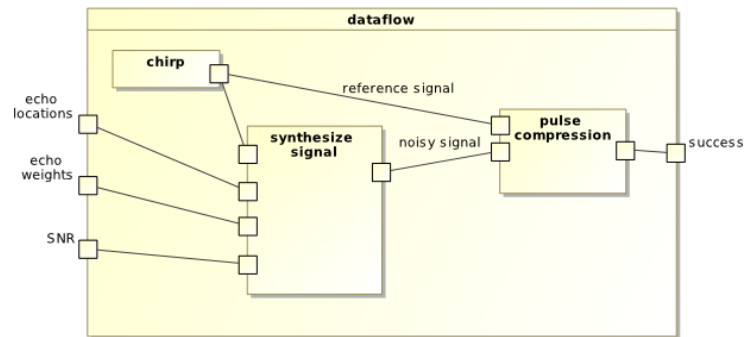 dataflow
chirp
echo
locations
reference signal
pulse
compression
synthesize
signal
noisy signal
success
echo
weights
SNR